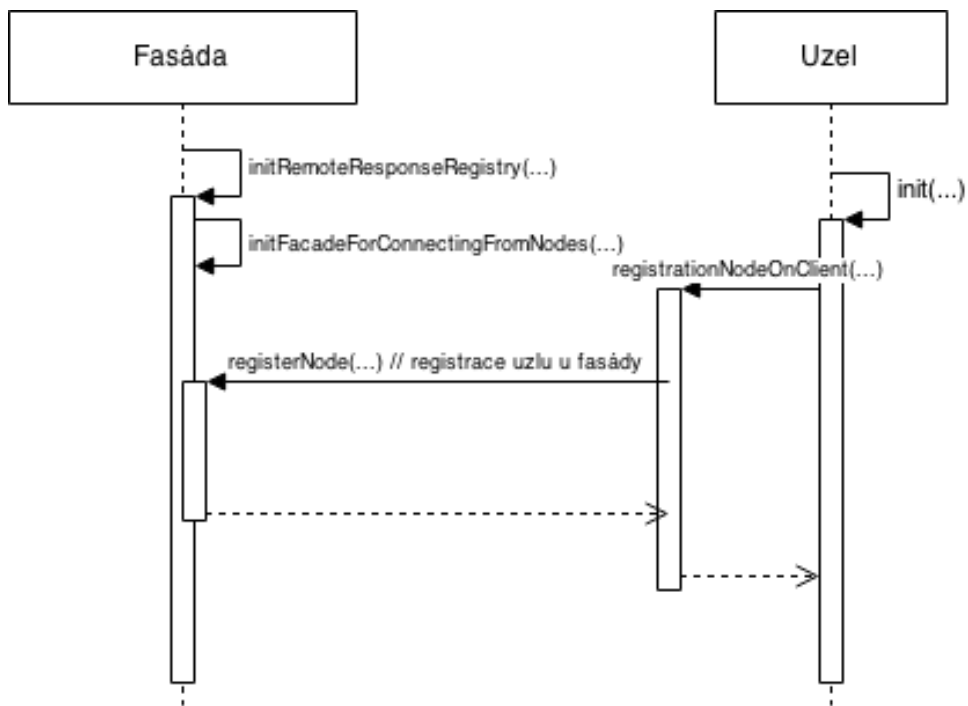 Fasáda
Uzel
initRemoteResponseRegistry(...)
init(...)
initFacadeForConnectingFromNodes(...)
registrationNodeOnClient(...)
registerNode(...) // registrace uzlu u fasády